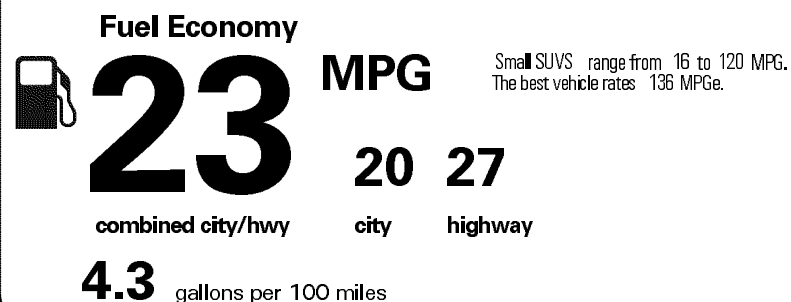 Fuel Economy
23 MPG
Small SUVS range from 16 to 120 MPG.
The best vehicle rates 136 MPGe.
20 27
combined city/hwy city highway
4.3 gallons per 100 miles